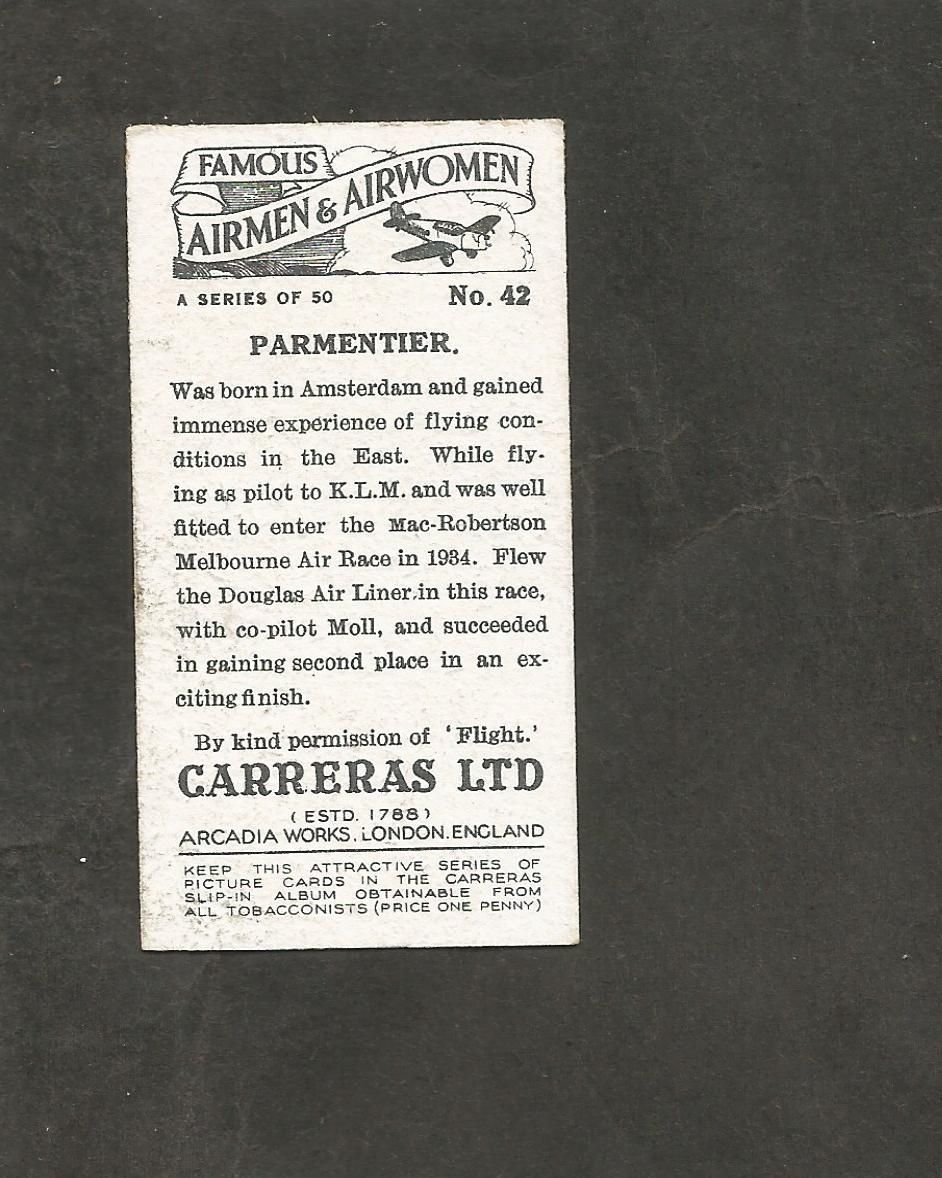 FAMOUS
AIRMEN & AIRWOMEN
A SERIES OF 50 No. 42
PARMENTIER.
Was born in Amsterdam and gained
immense experience of flying con-
ditions in the East. While fly-
ing as pilot to K.L.M. and was well
fitted to enter the Mac-Robertson
Melbourne Air Race in 1934. Flew
the Douglas Air Liner in this race,
with co-pilot Moll, and succeeded
in gaining second place in an ex-
citing finish.
By kind permission of 'Flight.'
CARRERAS LTD
(ESTD. 1788)
ARCADIA WORKS. LONDON. ENGLAND
KEEP THIS ATTRACTIVE SERIES OF
PICTURE CARDS IN THE CARRERAS
SLIP-IN ALBUM OBTAINABLE FROM
ALL TOBACCONISTS (PRICE ONE PENNY)